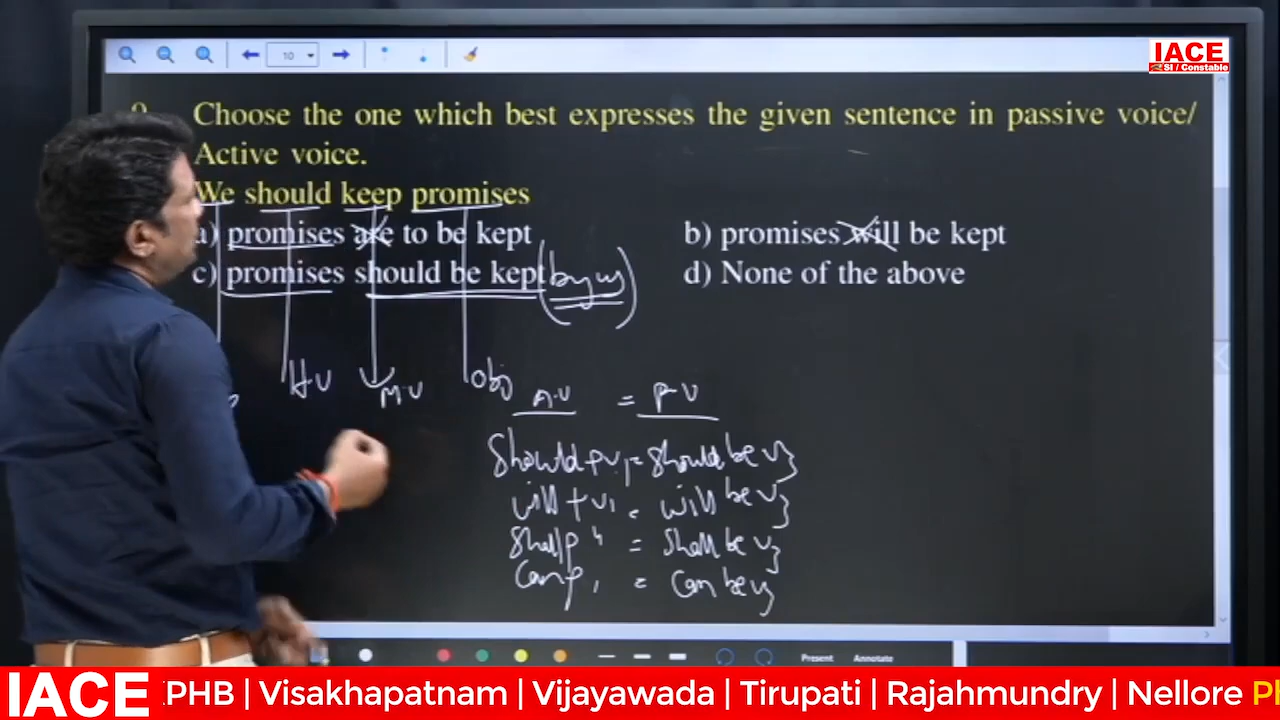 IACE
SI / Constable
10
9. Choose the one which best expresses the given sentence in passive voice/
Active voice.
We should keep promises
a) promises are to be kept
b) promises will be kept
c) promises should be kept (by us)
d) None of the above
H.V
M.V
Obj
A.V = P.V
Should + V1 = Should be V3
will + V1 = will be V3
Shall + V1 = Shall be V3
Can + V1 = Can be V3
Present
Annotate
IACE
KPHB | Visakhapatnam | Vijayawada | Tirupati | Rajahmundry | Nellore